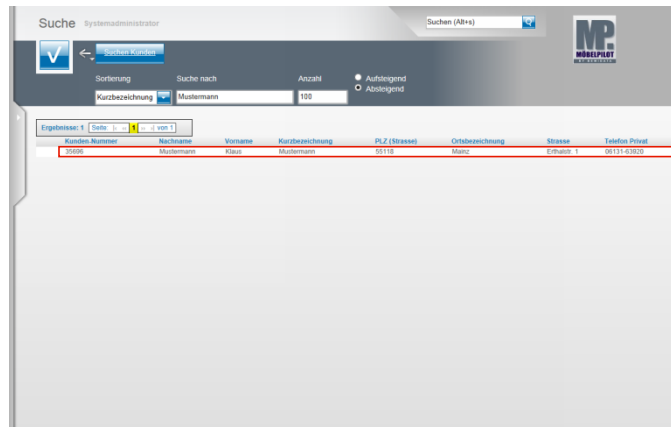 Suche Systemadministrator
Suchen (Alt+s)
MP.
MÖBELPILOT
Suchen Kunden
Sortierung Suche nach Anzahl Aufsteigend
Absteigend
Kurzbezeichnung Mustermann 100
Ergebnisse: 1 Seite: 1 von 1
Kunden-Nummer Nachname Vorname Kurzbezeichnung PLZ (Strasse) Ortsbezeichnung Strasse Telefon Privat
35696 Mustermann Klaus Mustermann 55118 Mainz Erthalstr. 1 06131-63920